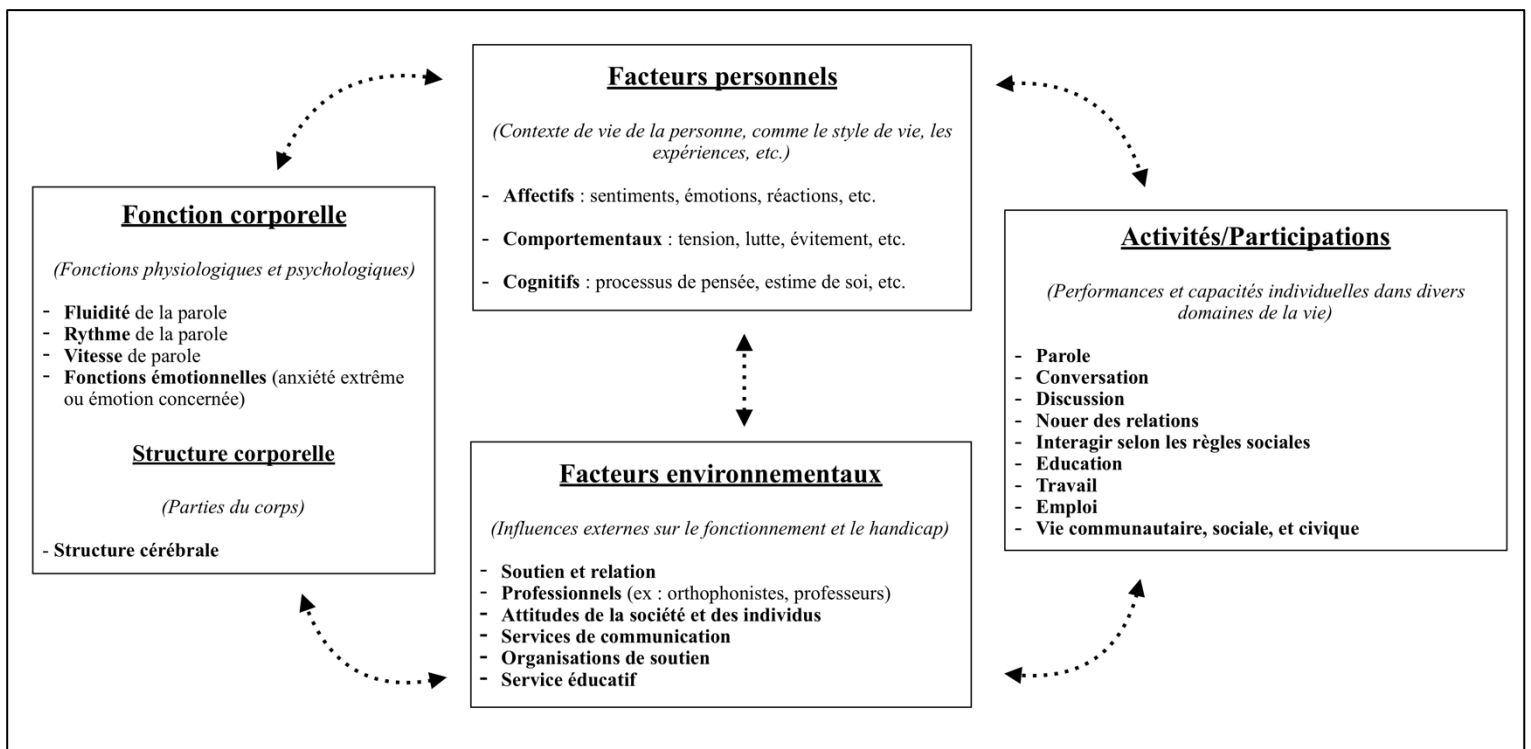 Facteurs personnels
(Contexte de vie de la personne, comme le style de vie, les
expériences, etc.)
- Affectifs : sentiments, émotions, réactions, etc.
- Comportementaux : tension, lutte, évitement, etc.
- Cognitifs : processus de pensée, estime de soi, etc.
Fonction corporelle
(Fonctions physiologiques et psychologiques)
- Fluidité de la parole
- Rythme de la parole
- Vitesse de parole
- Fonctions émotionnelles (anxiété extrême
ou émotion concernée)
Structure corporelle
(Parties du corps)
- Structure cérébrale
Activités/Participations
(Performances et capacités individuelles dans divers
domaines de la vie)
- Parole
- Conversation
- Discussion
- Nouer des relations
- Interagir selon les règles sociales
- Education
- Travail
- Emploi
- Vie communautaire, sociale, et civique
Facteurs environnementaux
(Influences externes sur le fonctionnement et le handicap)
- Soutien et relation
- Professionnels (ex : orthophonistes, professeurs)
- Attitudes de la société et des individus
- Services de communication
- Organisations de soutien
- Service éducatif